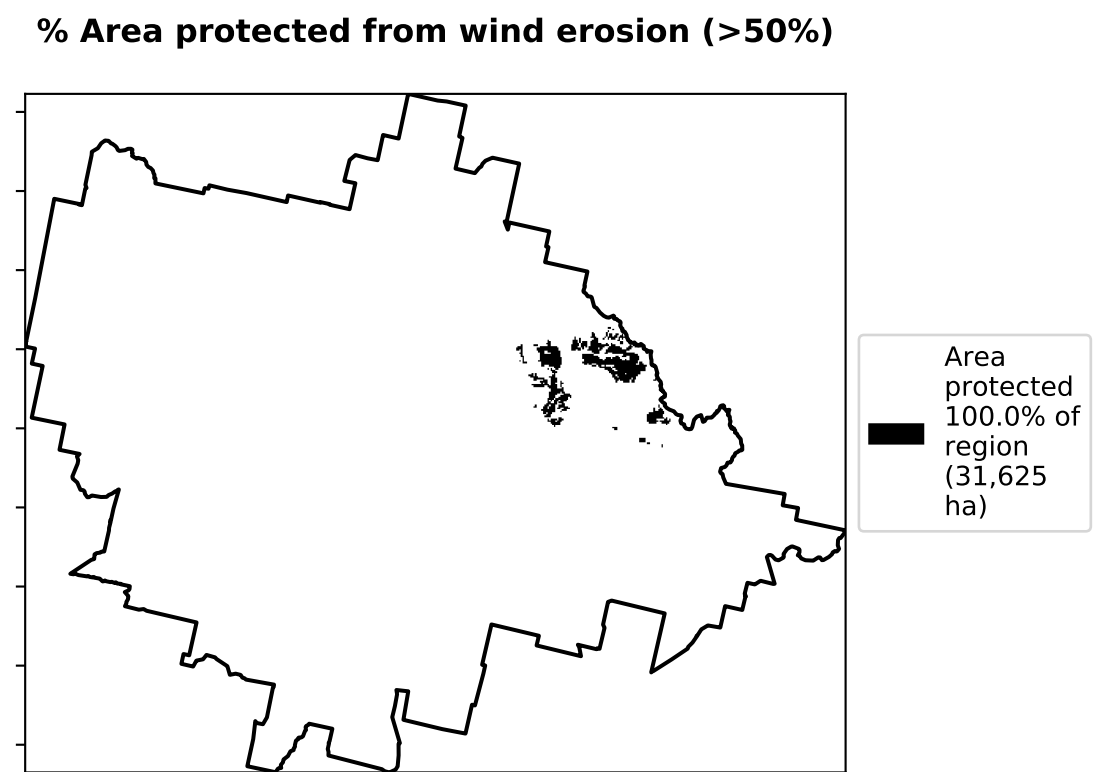 % Area protected from wind erosion (>50%)
Area
protected
100.0% of
region
(31,625
ha)